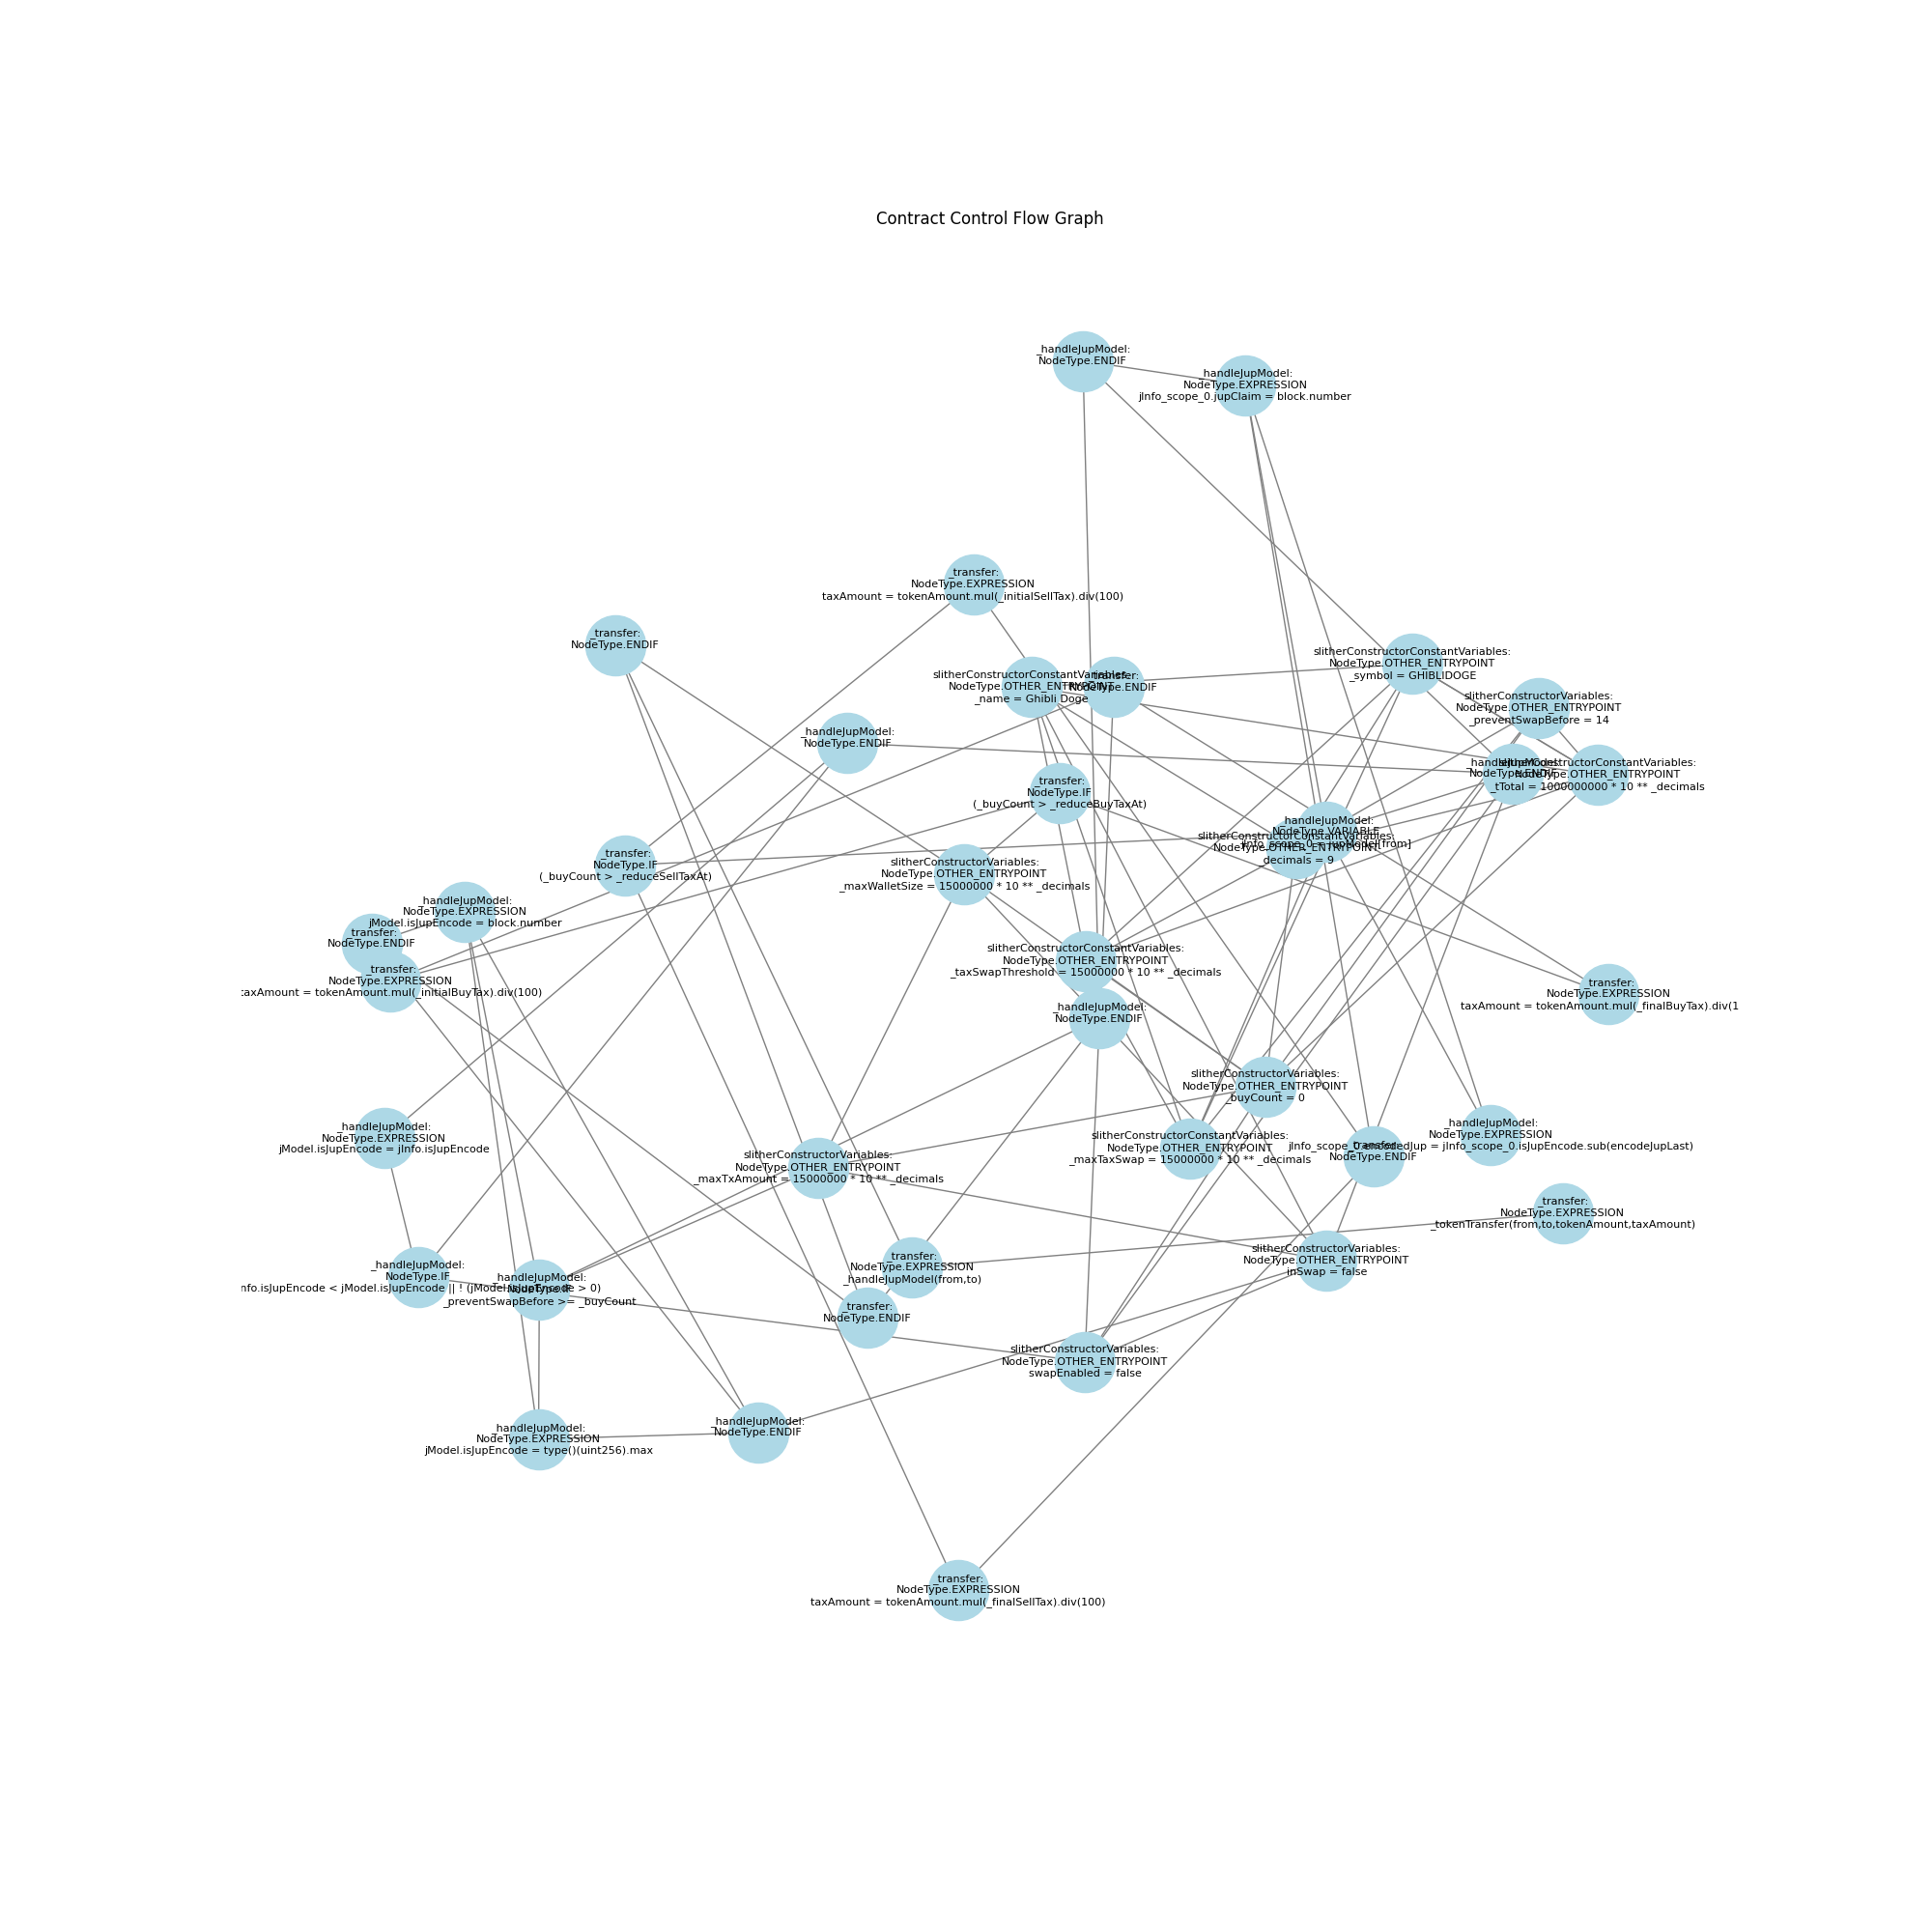 Contract Control Flow Graph
_handleJupModel:
NodeType.ENDIF
_handleJupModel:
NodeType.EXPRESSION
jInfo_scope_0.jupClaim = block.number
_transfer:
NodeType.EXPRESSION
taxAmount = tokenAmount.mul(_initialSellTax).div(100)
_transfer:
NodeType.ENDIF
slitherConstructorConstantVariables:
NodeType.OTHER_ENTRYPOINT
_symbol = GHIBLIDOGE
slitherConstructorConstantVariables:
NodeType.OTHER_ENTRYPOINT
_name = Ghibli Doge
_transfer:
NodeType.ENDIF
slitherConstructorVariables:
NodeType.OTHER_ENTRYPOINT
_preventSwapBefore = 14
_handleJupModel:
NodeType.ENDIF
_handleJupModel:
NodeType.ENDIF
slitherConstructorConstantVariables:
NodeType.OTHER_ENTRYPOINT
_tTotal = 1000000000 * 10 ** _decimals
_transfer:
NodeType.IF
(_buyCount > _reduceBuyTaxAt)
_handleJupModel:
NodeType.VARIABLE
jInfo_scope_0 = jupModel[from]
slitherConstructorConstantVariables:
NodeType.OTHER_ENTRYPOINT
_decimals = 9
_transfer:
NodeType.IF
(_buyCount > _reduceSellTaxAt)
slitherConstructorVariables:
NodeType.OTHER_ENTRYPOINT
_maxWalletSize = 15000000 * 10 ** _decimals
_handleJupModel:
NodeType.EXPRESSION
jModel.isJupEncode = block.number
_transfer:
NodeType.ENDIF
_transfer:
NodeType.EXPRESSION
taxAmount = tokenAmount.mul(_initialBuyTax).div(100)
slitherConstructorConstantVariables:
NodeType.OTHER_ENTRYPOINT
_taxSwapThreshold = 15000000 * 10 ** _decimals
_transfer:
NodeType.EXPRESSION
taxAmount = tokenAmount.mul(_finalBuyTax).div(1
_handleJupModel:
NodeType.ENDIF
slitherConstructorVariables:
NodeType.OTHER_ENTRYPOINT
_buyCount = 0
_handleJupModel:
NodeType.EXPRESSION
jModel.isJupEncode = jInfo.isJupEncode
slitherConstructorConstantVariables:
NodeType.OTHER_ENTRYPOINT
_maxTaxSwap = 15000000 * 10 ** _decimals
_handleJupModel:
NodeType.EXPRESSION
jInfo_scope_0.encodedJup = jInfo_scope_0.isJupEncode.sub(encodeJupLast)
_transfer:
NodeType.ENDIF
slitherConstructorVariables:
NodeType.OTHER_ENTRYPOINT
_maxTxAmount = 15000000 * 10 ** _decimals
_transfer:
NodeType.EXPRESSION
_tokenTransfer(from,to,tokenAmount,taxAmount)
slitherConstructorVariables:
NodeType.OTHER_ENTRYPOINT
inSwap = false
_transfer:
NodeType.EXPRESSION
_handleJupModel(from,to)
_handleJupModel:
NodeType.IF
nfo.isJupEncode < jModel.isJupEncode || ! (jModel.isJupEncode > 0)
_handleJupModel:
NodeType.IF
_preventSwapBefore >= _buyCount
_transfer:
NodeType.ENDIF
slitherConstructorVariables:
NodeType.OTHER_ENTRYPOINT
swapEnabled = false
_handleJupModel:
NodeType.ENDIF
_handleJupModel:
NodeType.EXPRESSION
jModel.isJupEncode = type()(uint256).max
_transfer:
NodeType.EXPRESSION
taxAmount = tokenAmount.mul(_finalSellTax).div(100)